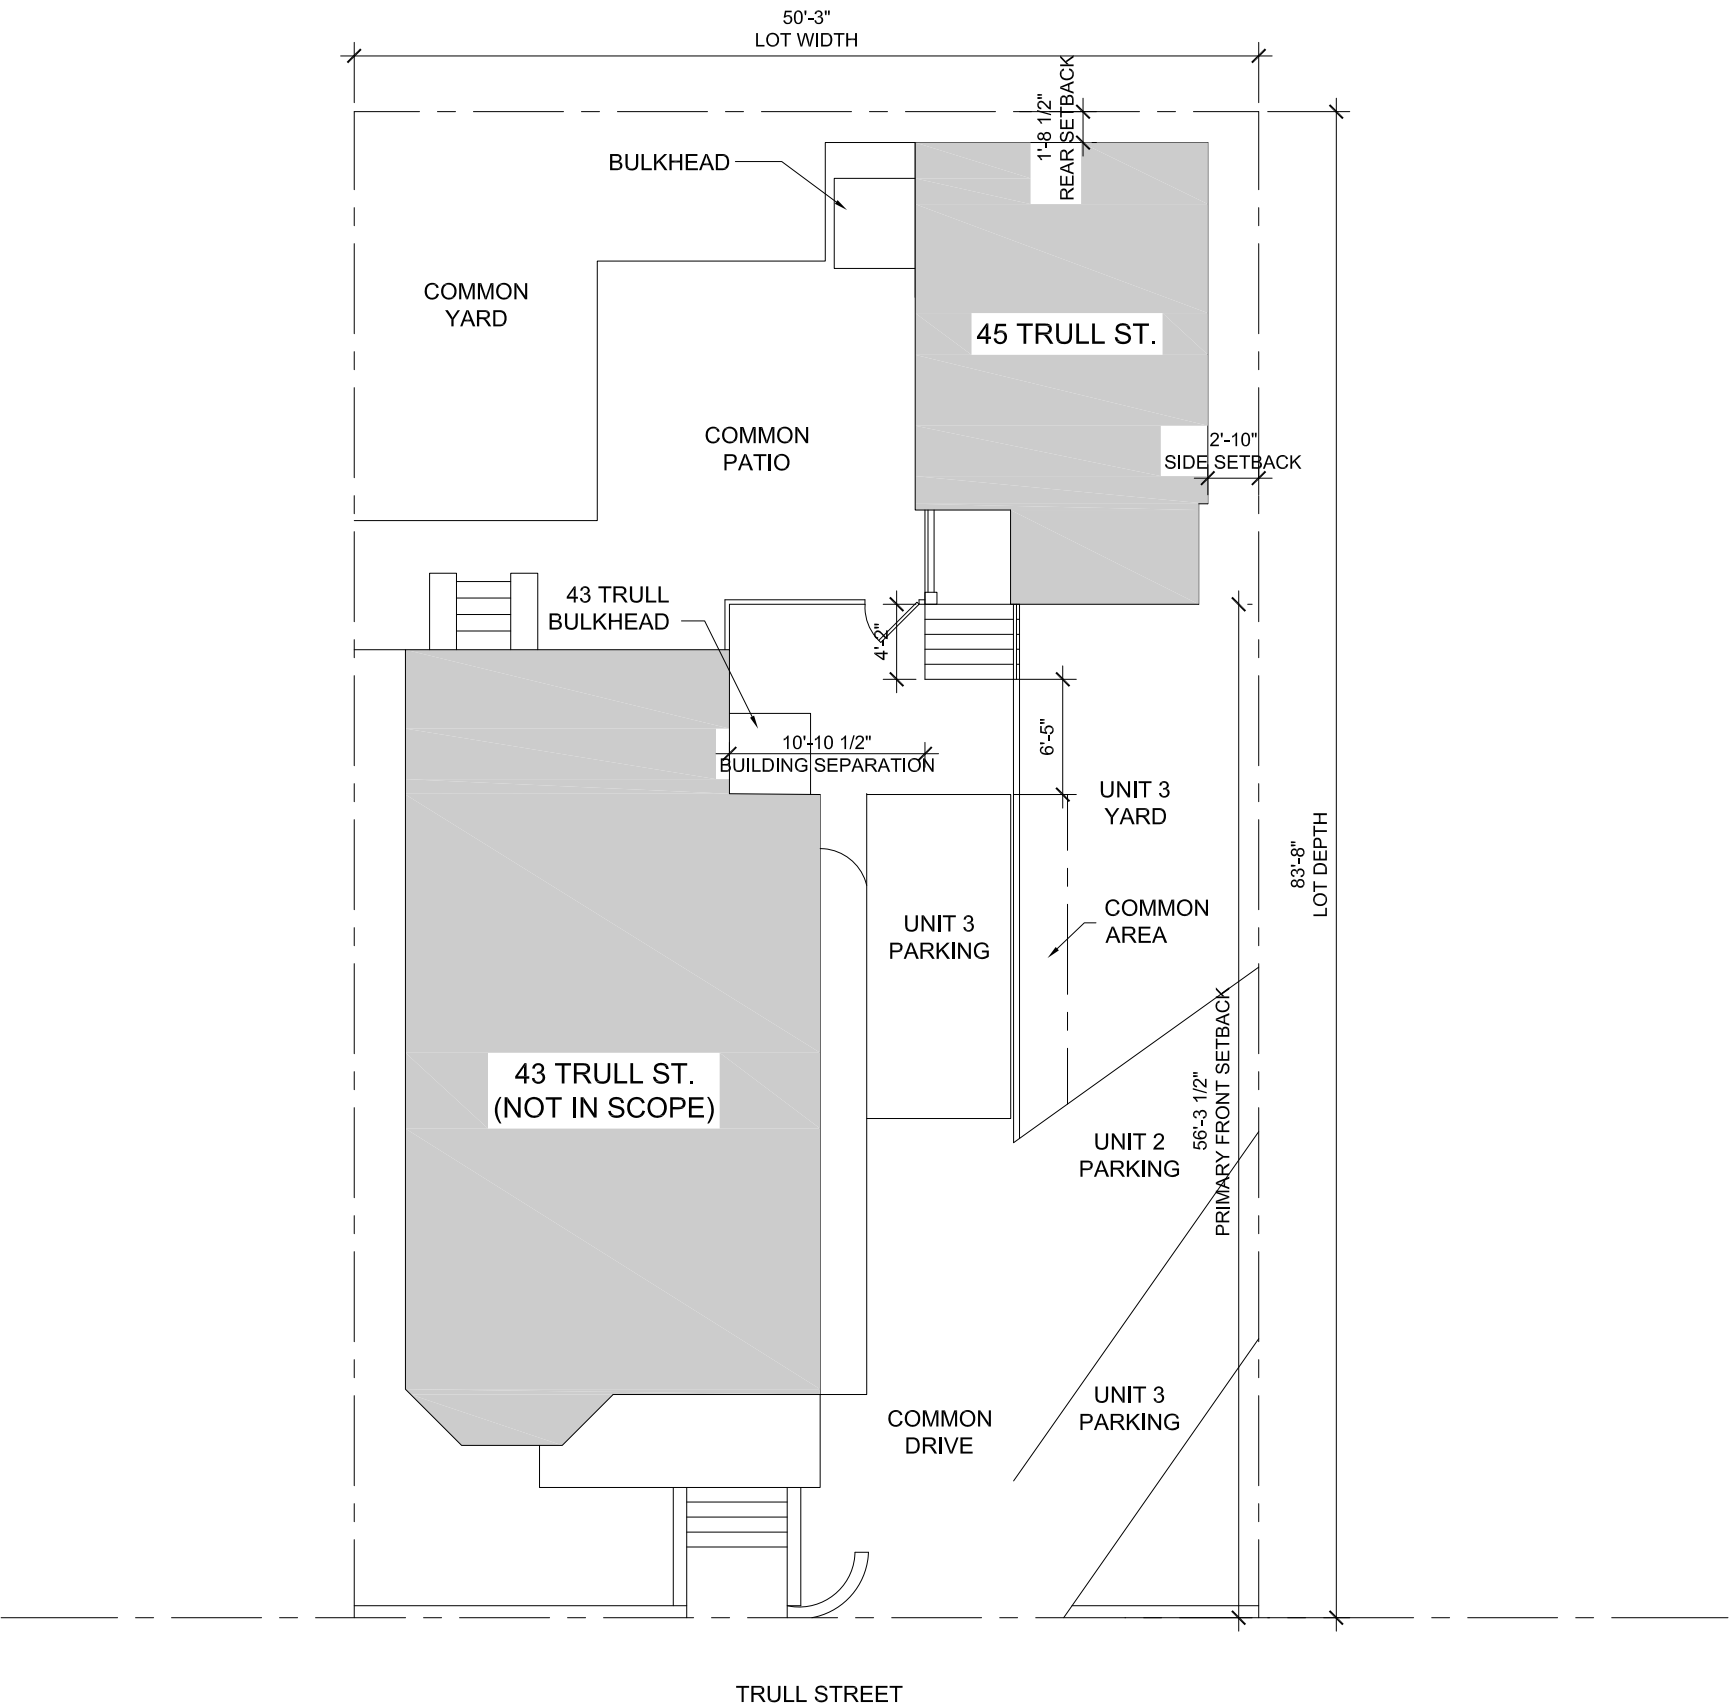 50'-3"
LOT WIDTH
1'-8 1/2"
REAR SETBACK
BULKHEAD
COMMON
YARD
45 TRULL ST.
COMMON
PATIO
2'-10"
SIDE SETBACK
43 TRULL
BULKHEAD
4'-2"
6'-5"
10'-10 1/2"
BUILDING SEPARATION
UNIT 3
YARD
83'-8"
LOT DEPTH
COMMON
AREA
UNIT 3
PARKING
43 TRULL ST.
(NOT IN SCOPE)
56'-3 1/2"
PRIMARY FRONT SETBACK
UNIT 2
PARKING
UNIT 3
PARKING
COMMON
DRIVE
TRULL STREET